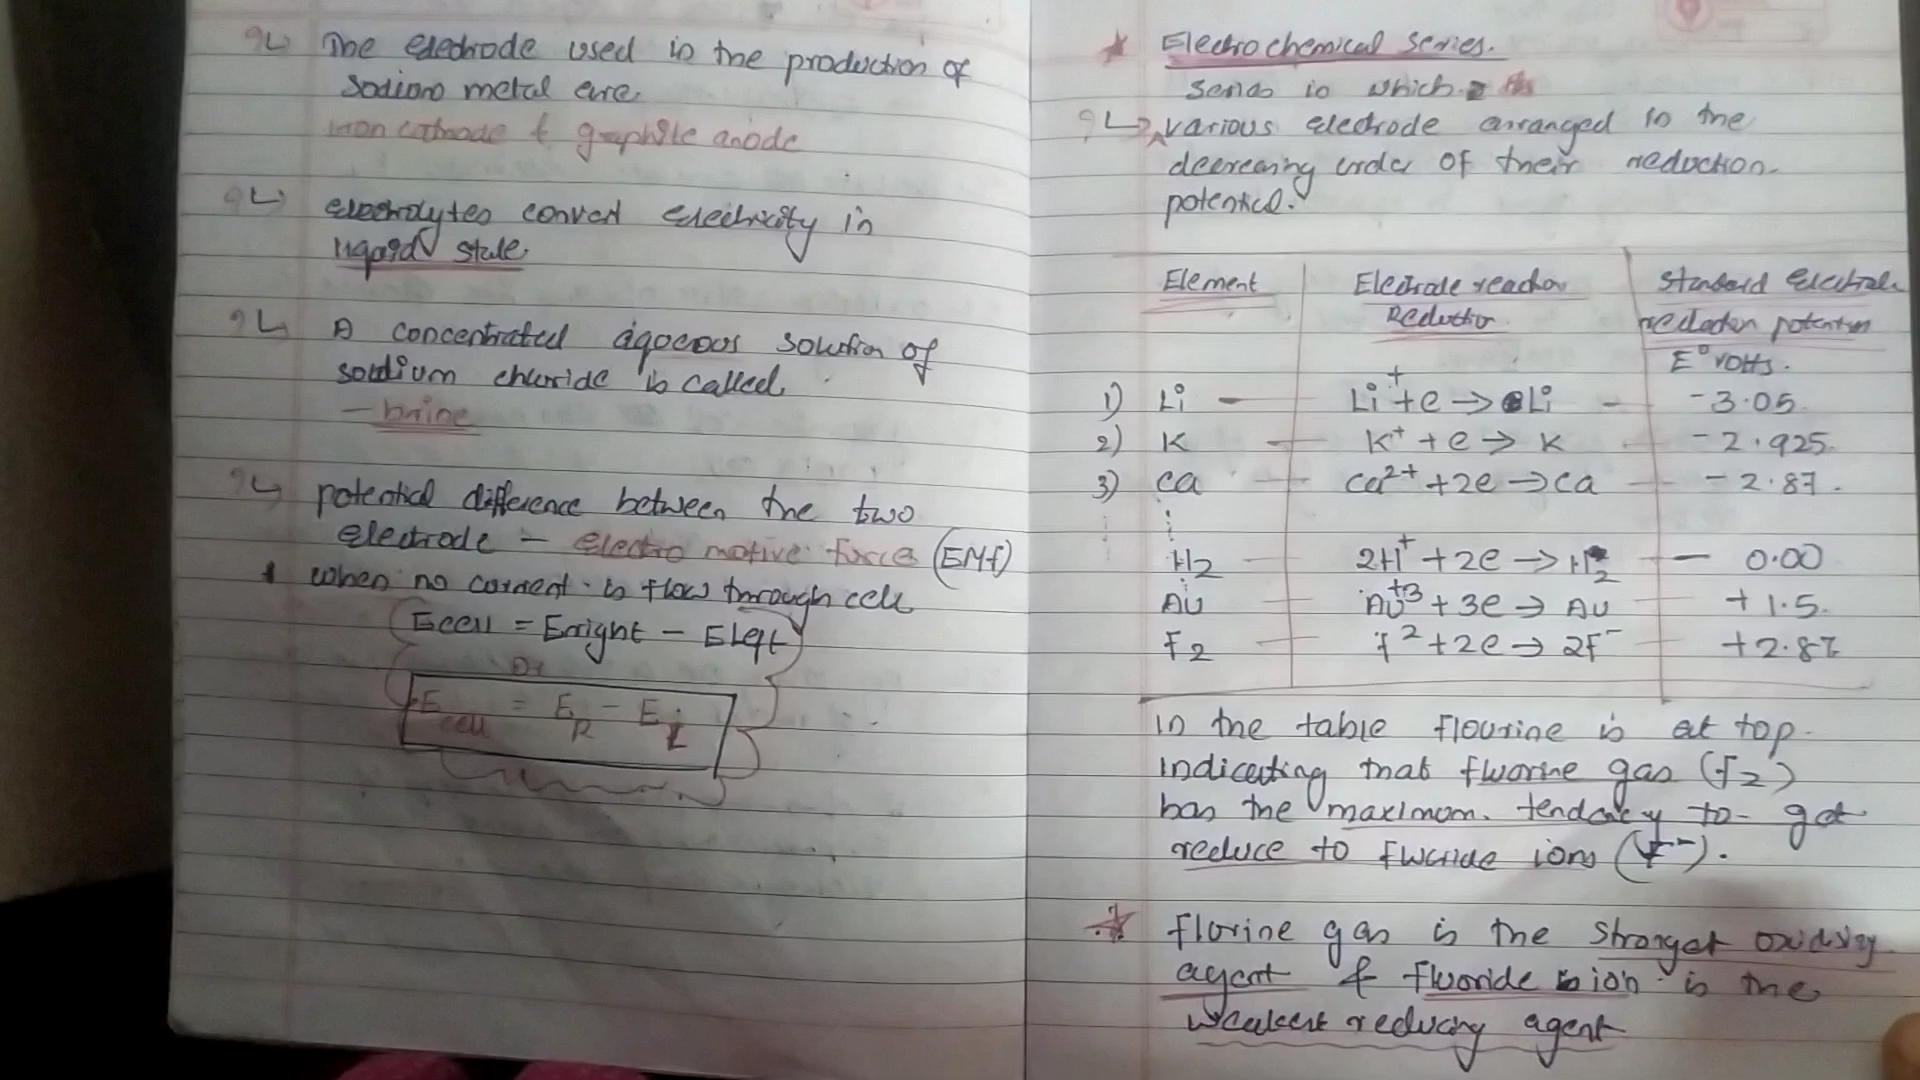 The electrode used in the production of
Sodium metal are.
iron cathode & graphite anode
electrolytes conved electricity in
liquid state.
A concentrated aqueous solution of
soudium chloride is called.
- brine
potential difference between the two
electrode - electro motive force (EMf)
when no current is flow through cell
Ecell = Eright - ELeft
Or
Ecell = ER - EL
* Electrochemical Series.
Series in which
various electrode arranged in the
decreasing order of their reduction
potential.
Element Electrode reaction Reduction Standard Electrode reduction potential E° volts.
1) Li - Li+ + e → Li - -3.05
2) K - K+ + e → K - -2.925
3) Ca - Ca2+ + 2e → Ca - -2.87
H2 - 2H+ + 2e → H2 - 0.00
Au - Au+3 + 3e → Au - +1.5
F2 - f2 + 2e → 2F- - +2.87
In the table flourine is at top.
indicating that fluorine gas (f2)
has the maximum. tendency to - get
reduce to fluoride ions (F-).
* florine gas is the strongest oxidising
agent & fluoride ion is the
weakest reducing agent